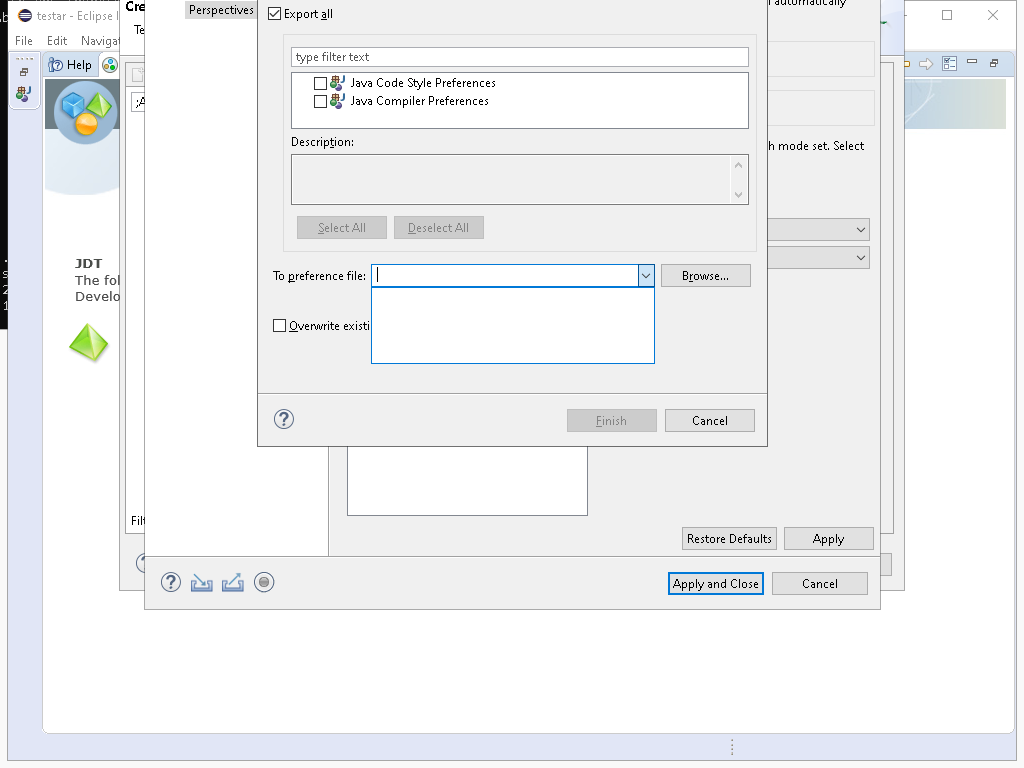 testar - Eclipse I
Cre
Perspectives
Export all
automatically
Te
File Edit Navigat
Help
type filter text
Java Code Style Preferences
Java Compiler Preferences
Description:
h mode set. Select
Select All
Deselect All
JDT
The fol
Develo
To preference file:
Browse...
Overwrite existi
Finish
Cancel
Filt
Restore Defaults
Apply
Apply and Close
Cancel